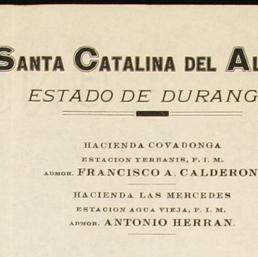 SANTA CATALINA DEL AL
ESTADO DE DURANG
HACIENDA COVADONGA
ESTACION YERBANIS, F. I. M.
ADMOR. FRANCISCO A. CALDERON
HACIENDA LAS MERCEDES
ESTACION AGUA VIEJA, F. I. M.
ADMOR. ANTONIO HERRAN.